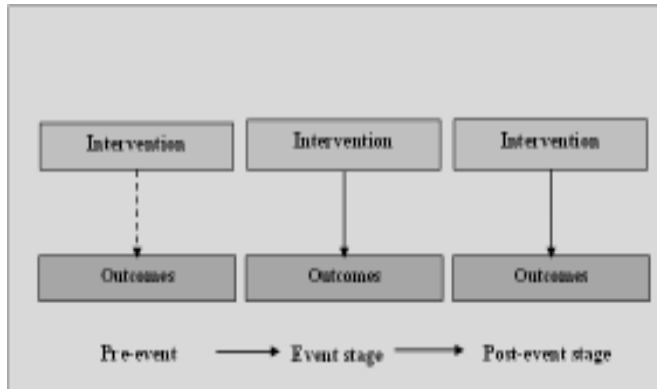 Intervention Intervention Intervention
Outcomes Outcomes Outcomes
Pre-event Event stage Post-event stage